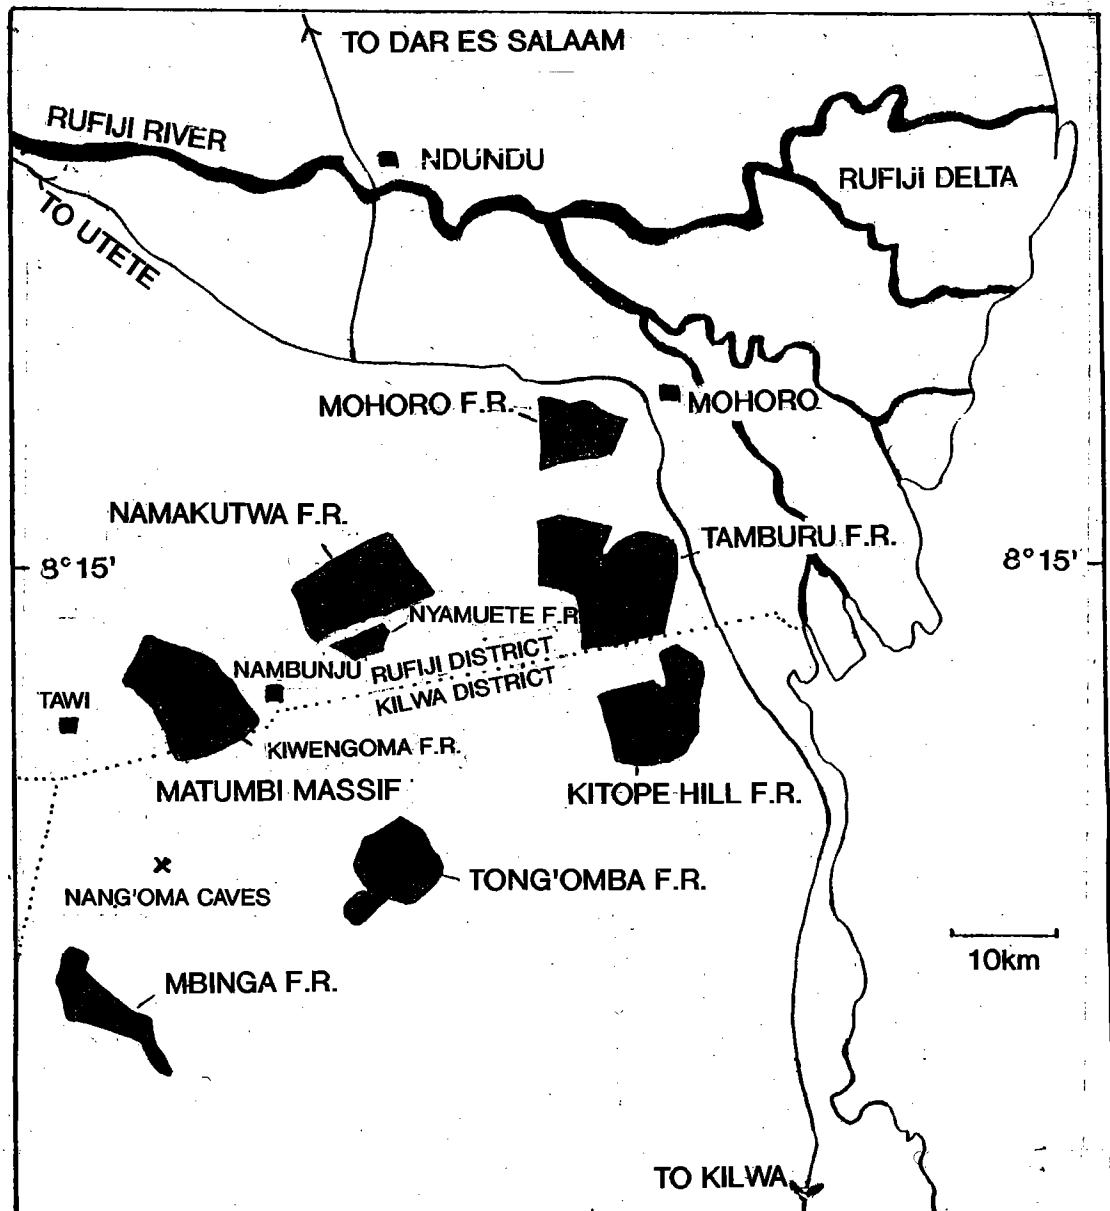 TO DAR ES SALAAM
RUFIJI RIVER
NDUNDU
RUFIJI DELTA
TO UTETE
MOHORO F.R.
MOHORO
NAMAKUTWA F.R.
TAMBURU F.R.
8°15'
8°15'
NYAMUETE F.R
NAMBUNJU
RUFIJI DISTRICT
KILWA DISTRICT
TAWI
KIWENGOMA F.R.
MATUMBI MASSIF
KITOPE HILL F.R.
NANG'OMA CAVES
TONG'OMBA F.R.
10km
MBINGA F.R.
TO KILWA